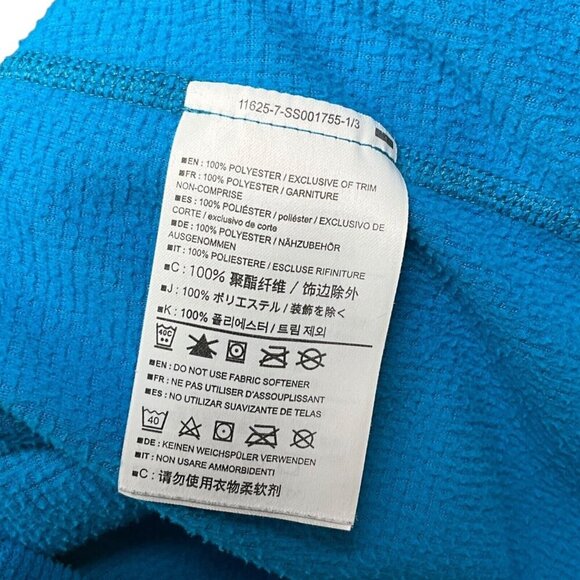 11625-7-SS001755-1/3
■EN : 100% POLYESTER / EXCLUSIVE OF TRIM
■FR : 100% POLYESTER / GARNITURE
NON-COMPRISE
■ES : 100% POLIÉSTER / poliéster / EXCLUSIVO DE
CORTE / exclusivo de corte
■DE : 100% POLYESTER / NÄHZUBEHÖR
AUSGENOMMEN
■IT : 100% POLIESTERE / ESCLUSE RIFINITURE
■C : 100% 聚酯纤维 / 饰边除外
■J : 100% ポリエステル / 装飾を除く
■K : 100% 폴리에스터 / 트림 제외
40C
■EN : DO NOT USE FABRIC SOFTENER
■FR : NE PAS UTILISER D'ASSOUPLISSANT
■ES : NO UTILIZAR SUAVIZANTE DE TELAS
40
■DE : KEINEN WEICHSPÜLER VERWENDEN
■IT : NON USARE AMMORBIDENTI
■C : 请勿使用衣物柔软剂